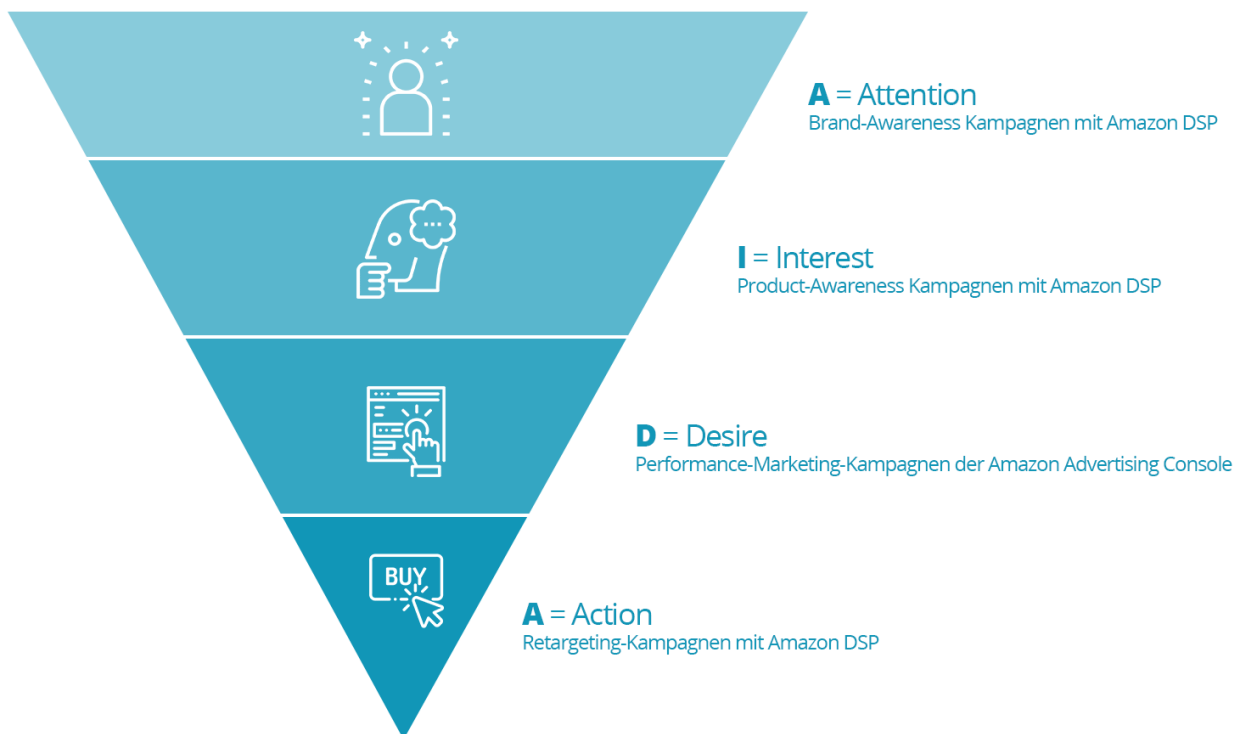 A = Attention
Brand-Awareness Kampagnen mit Amazon DSP
I = Interest
Product-Awareness Kampagnen mit Amazon DSP
D = Desire
Performance-Marketing-Kampagnen der Amazon Advertising Console
BUY
A = Action
Retargeting-Kampagnen mit Amazon DSP